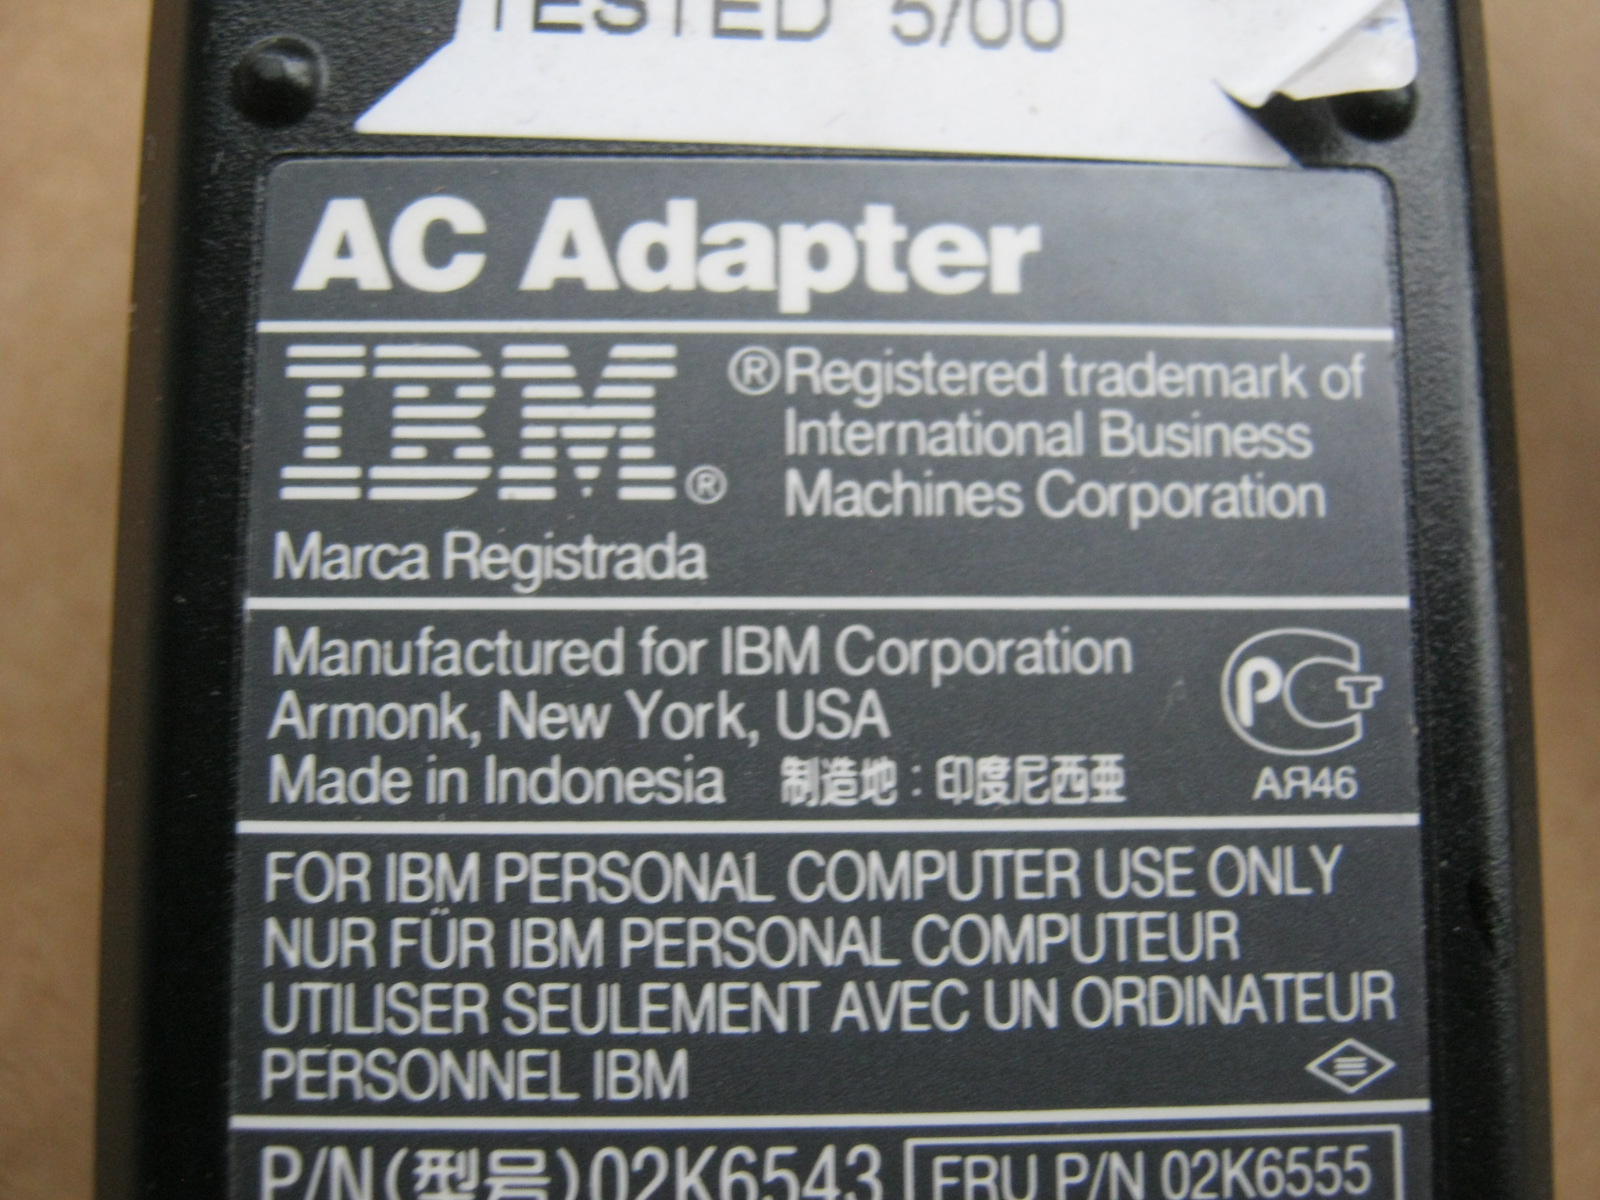 TESTED 5/00
AC Adapter
IBM®
®Registered trademark of
International Business
Machines Corporation
Marca Registrada
Manufactured for IBM Corporation
Armonk, New York, USA
Made in Indonesia 制造地：印度尼西亜
PCT
АЯ46
FOR IBM PERSONAL COMPUTER USE ONLY
NUR FÜR IBM PERSONAL COMPUTEUR
UTILISER SEULEMENT AVEC UN ORDINATEUR
PERSONNEL IBM
P/N(型号)02K6543
FRU P/N 02K6555